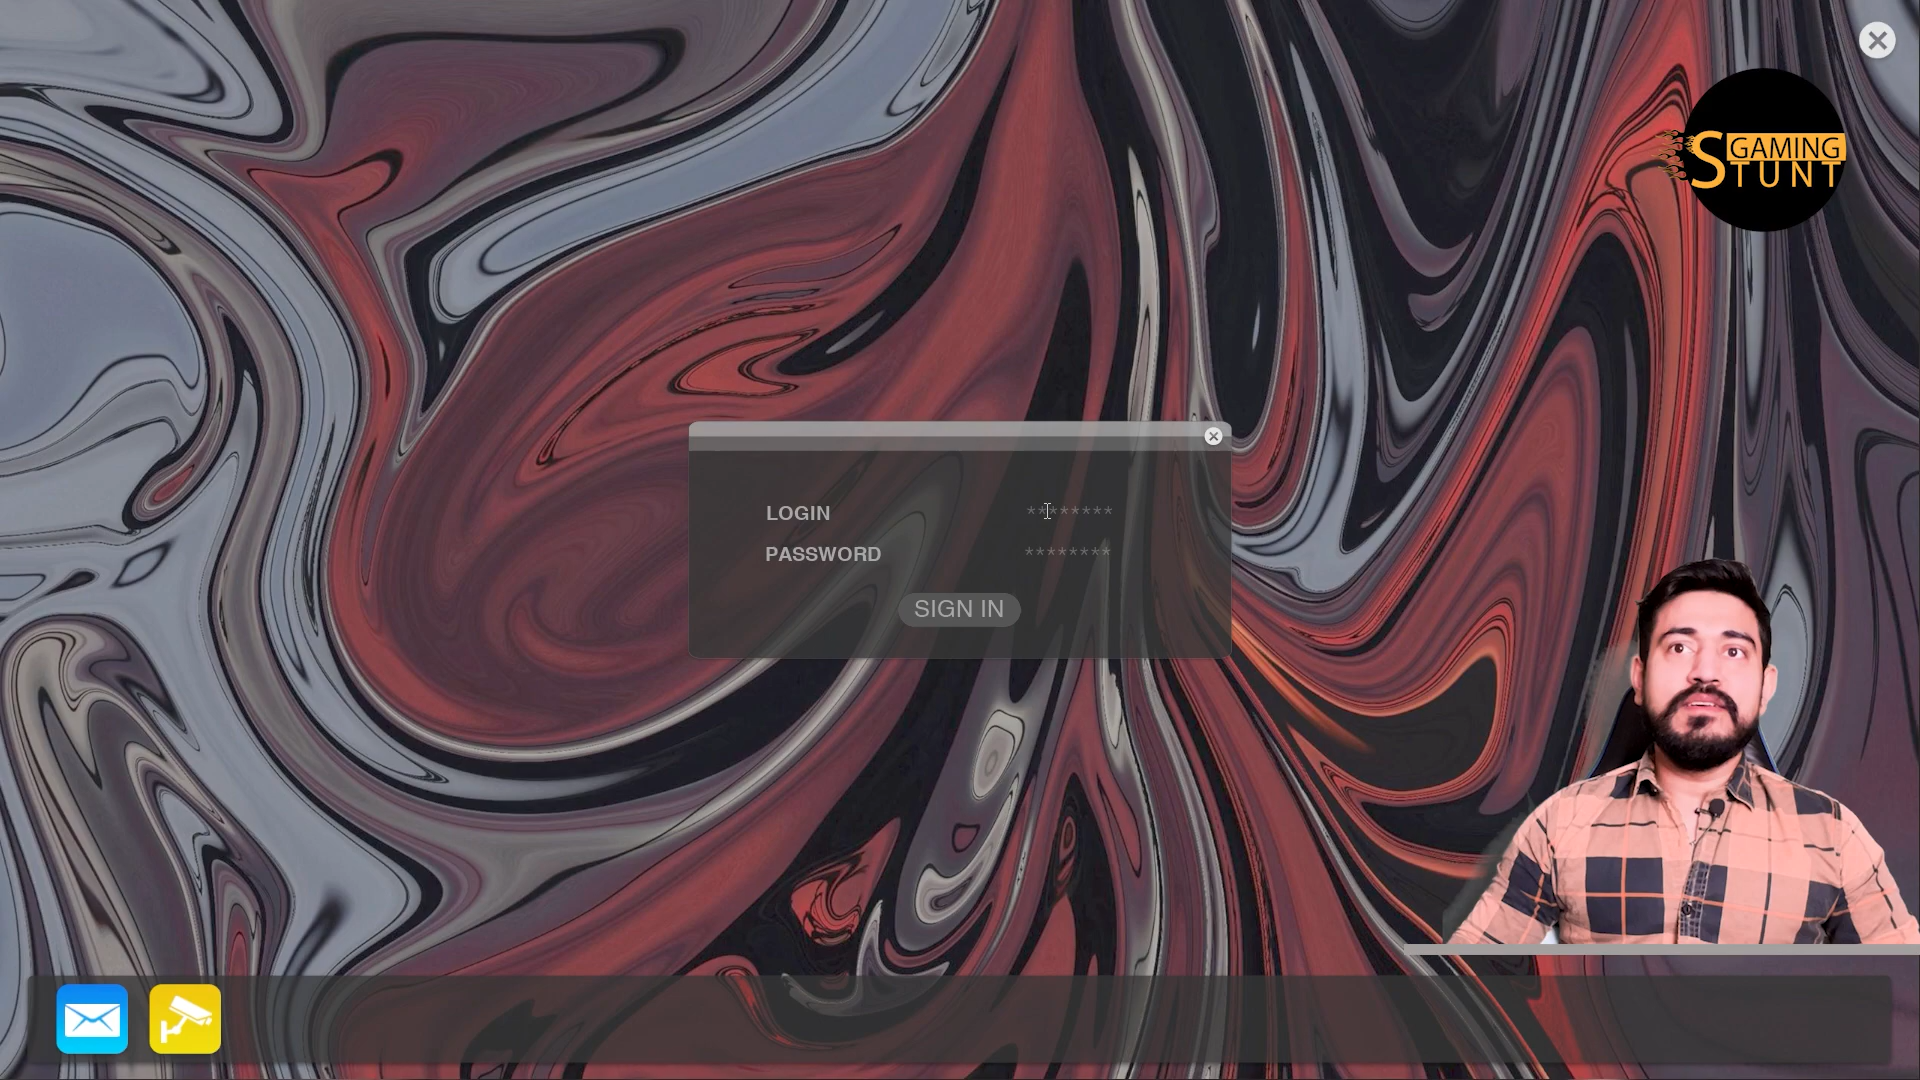 GAMING
STUNT
LOGIN ********
PASSWORD ********
SIGN IN